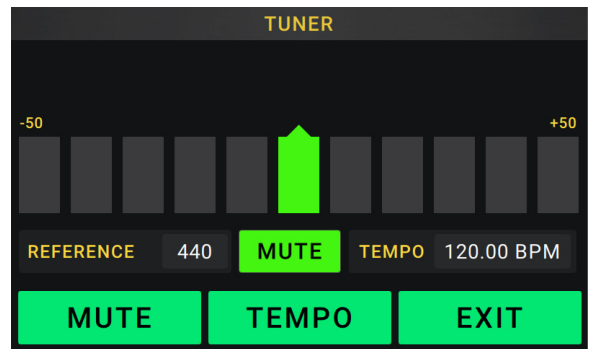 TUNER
-50 +50
REFERENCE 440 MUTE TEMPO 120.00 BPM
MUTE TEMPO EXIT